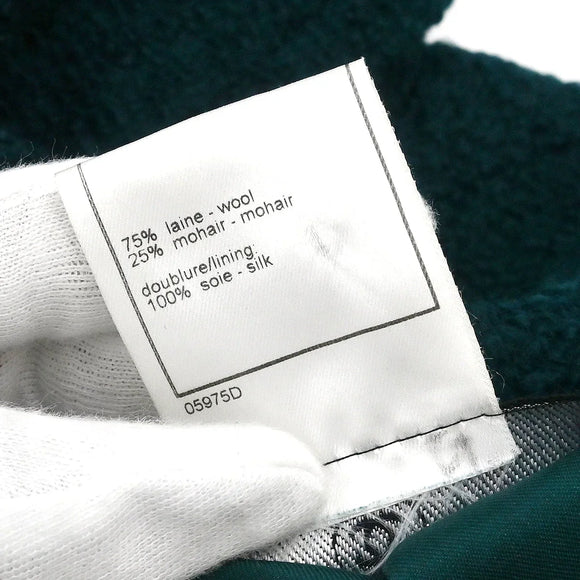 75% laine - wool
25% mohair - mohair
doublure/lining:
100% soie - silk
05975D